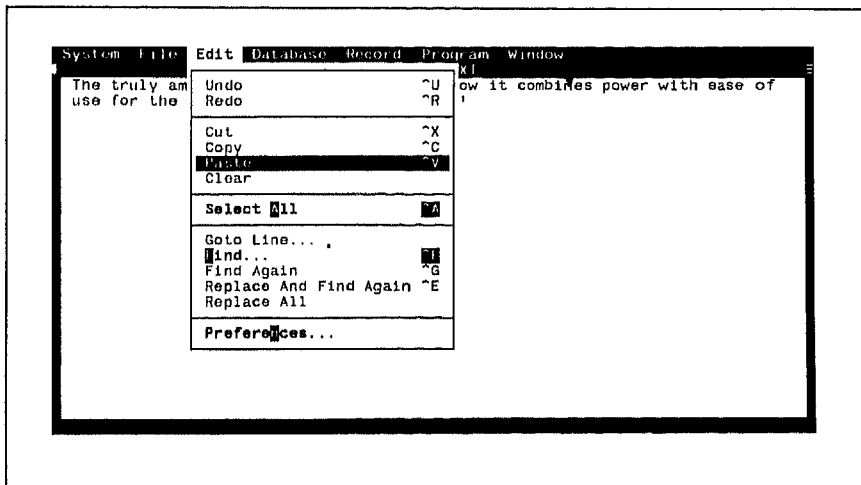 System File Edit Database Record Program Window
XT
The truly am ow it combines power with ease of
use for the !
Undo ^U
Redo ^R
Cut ^X
Copy ^C
Paste ^V
Clear
Select All ^A
Goto Line...
Find... ^F
Find Again ^G
Replace And Find Again ^E
Replace All
Preferences...